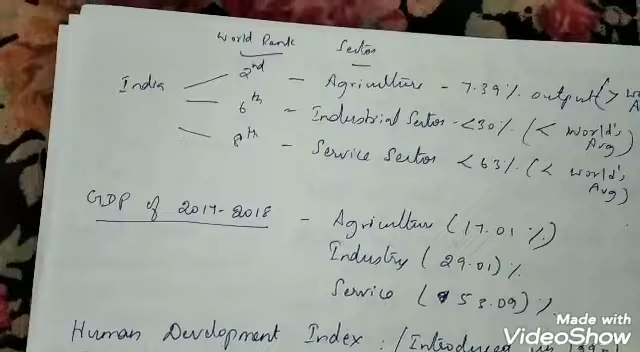 World Rank Sector
India 2nd - Agriculture - 7.39% output (> Wo
6th - Industrial Sector - <30% (< World's Avg)
8th - Service Sector <63% (< World's Avg)
GDP of 2017-2018 - Agriculture (17.01 %)
Industry (29.01) %
Service (53.09) %
Human Development Index : (Introduced in 1990)
Made with
VideoShow